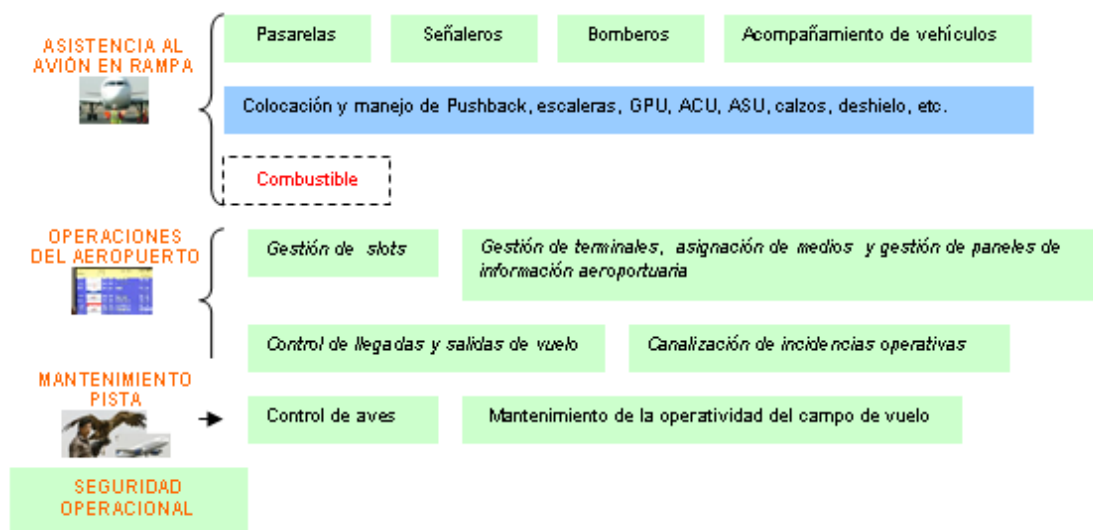 ASISTENCIA AL
AVIÓN EN RAMPA
Pasarelas
Señaleros
Bomberos
Acompañamiento de vehículos
Colocación y manejo de Pushback, escaleras, GPU, ACU, ASU, calzos, deshielo, etc.
Combustible
OPERACIONES
DEL AEROPUERTO
Gestión de slots
Gestión de terminales, asignación de medios y gestión de paneles de
información aeroportuaria
Control de llegadas y salidas de vuelo
Canalización de incidencias operativas
MANTENIMIENTO
PISTA
Control de aves
Mantenimiento de la operatividad del campo de vuelo
SEGURIDAD
OPERACIONAL